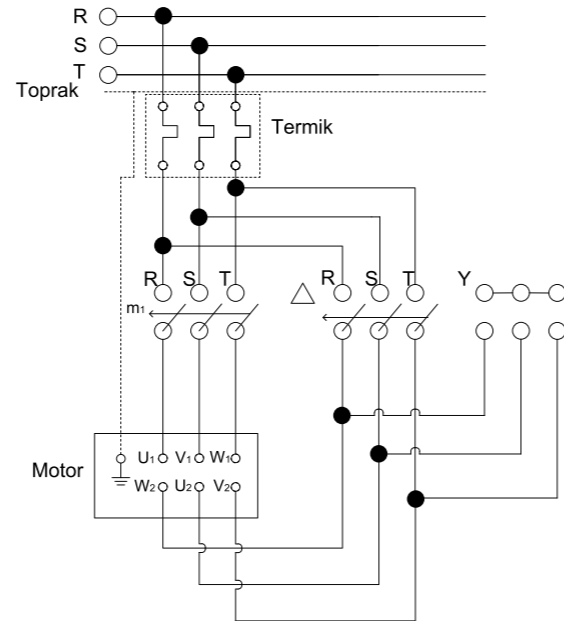 R
S
T
Toprak
Termik
R S T
R S T
Y
m1
Motor
U1 V1 W1
W2 U2 V2